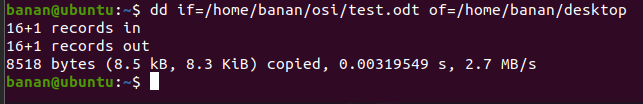 banan@ubuntu:~$ dd if=/home/banan/osi/test.odt of=/home/banan/desktop
16+1 records in
16+1 records out
8518 bytes (8.5 kB, 8.3 KiB) copied, 0.00319549 s, 2.7 MB/s
banan@ubuntu:~$